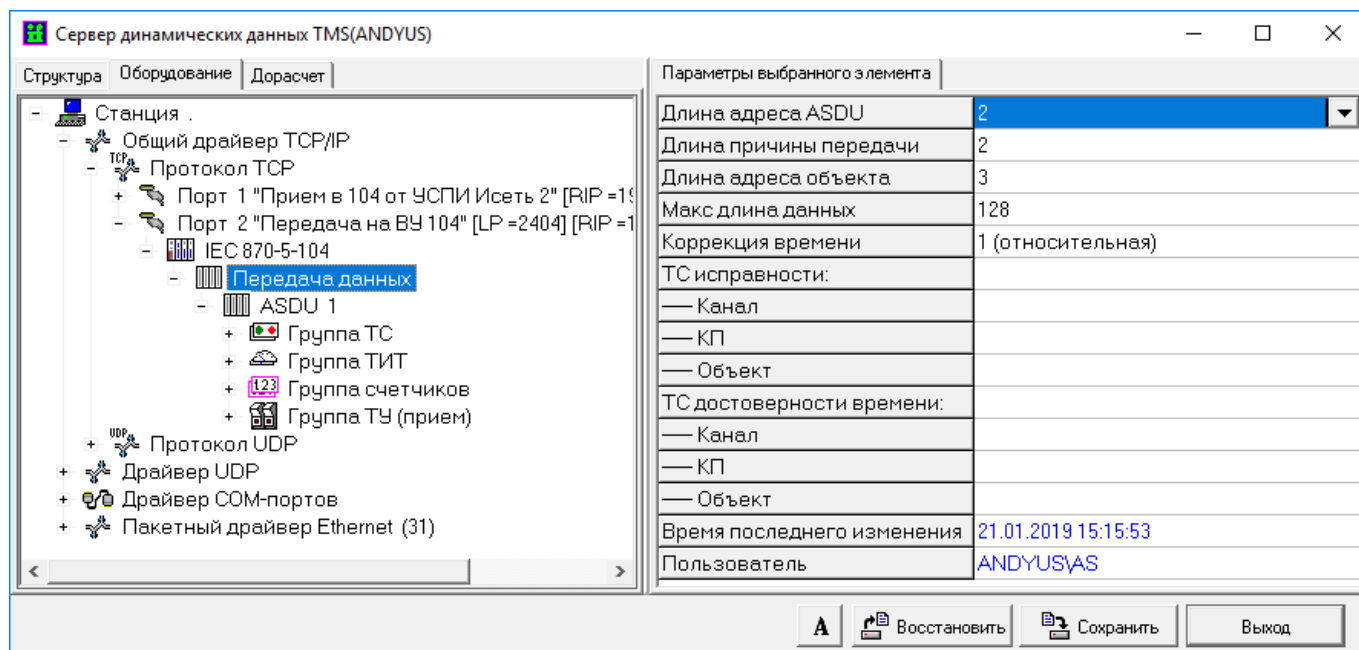 Сервер динамических данных TMS(ANDYUS)
Структура Оборудование Дорасчет
Станция .
Общий драйвер TCP/IP
TCP
Протокол TCP
Порт 1 "Прием в 104 от УСПИ Исеть 2" [RIP =19
Порт 2 "Передача на ВУ 104" [LP =2404] [RIP =1
IEC 870-5-104
Передача данных
ASDU 1
Группа ТС
Группа ТИТ
123
Группа счетчиков
Группа ТУ (прием)
UDP
Протокол UDP
Драйвер UDP
Драйвер COM-портов
Пакетный драйвер Ethernet (31)
Параметры выбранного элемента
Длина адреса ASDU 2
Длина причины передачи 2
Длина адреса объекта 3
Макс длина данных 128
Коррекция времени 1 (относительная)
ТС исправности:
── Канал
── КП
── Объект
ТС достоверности времени:
── Канал
── КП
── Объект
Время последнего изменения 21.01.2019 15:15:53
Пользователь ANDYUS\AS
A Восстановить Сохранить Выход